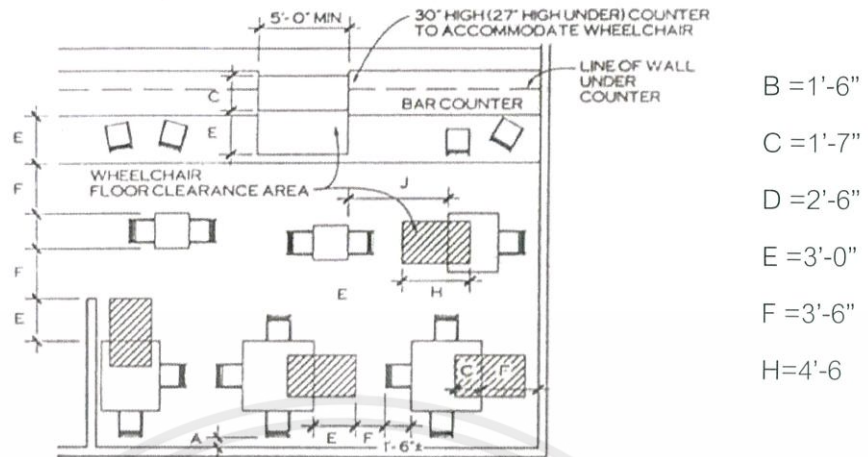 5'-0" MIN
30" HIGH (27" HIGH UNDER) COUNTER
TO ACCOMMODATE WHEELCHAIR
LINE OF WALL
UNDER
COUNTER
C
BAR COUNTER
E
E
WHEELCHAIR
FLOOR CLEARANCE AREA
J
F
F
E
H
E
C
F
A
E
F
1'-6"±
B =1'-6"
C =1'-7"
D =2'-6"
E =3'-0"
F =3'-6"
H=4'-6